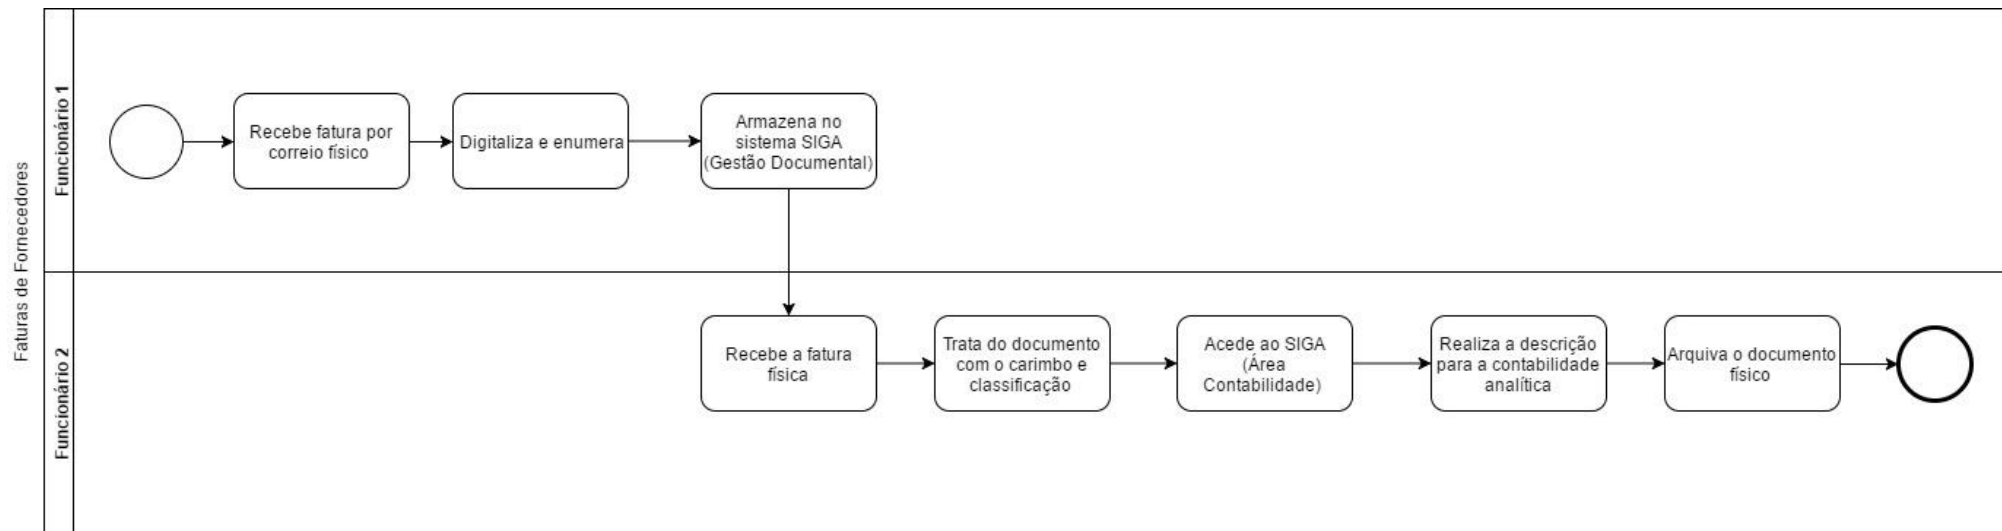 Faturas de Fornecedores
Funcionário 1
Recebe fatura por
correio físico
Digitaliza e enumera
Armazena no
sistema SIGA
(Gestão Documental)
Funcionário 2
Recebe a fatura
física
Trata do documento
com o carimbo e
classificação
Acede ao SIGA
(Área
Contabilidade)
Realiza a descrição
para a contabilidade
analítica
Arquiva o documento
físico